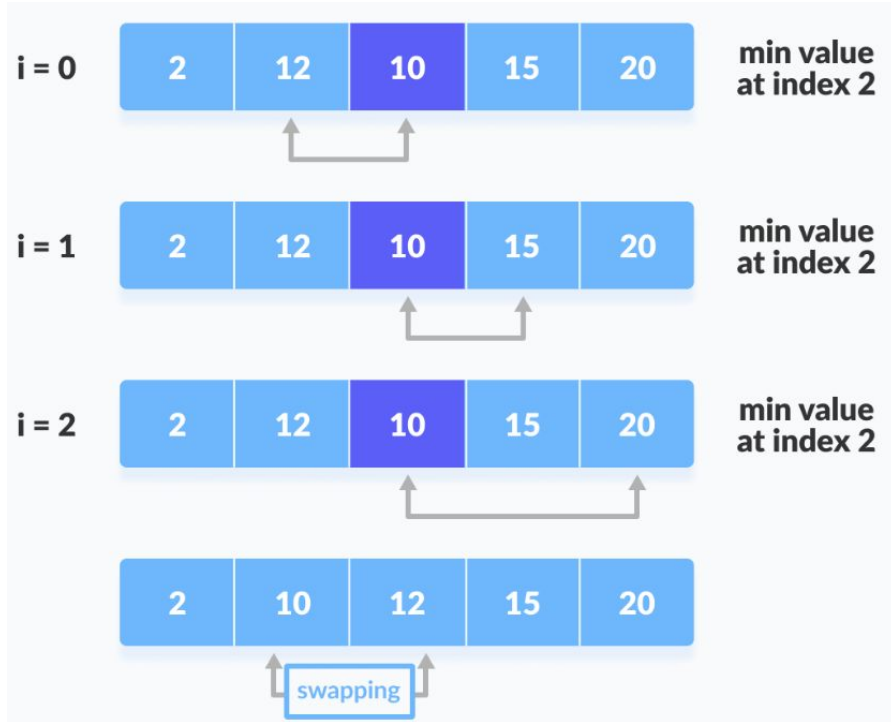 i = 0 2 12 10 15 20 min value
at index 2
i = 1 2 12 10 15 20 min value
at index 2
i = 2 2 12 10 15 20 min value
at index 2
2 10 12 15 20
swapping